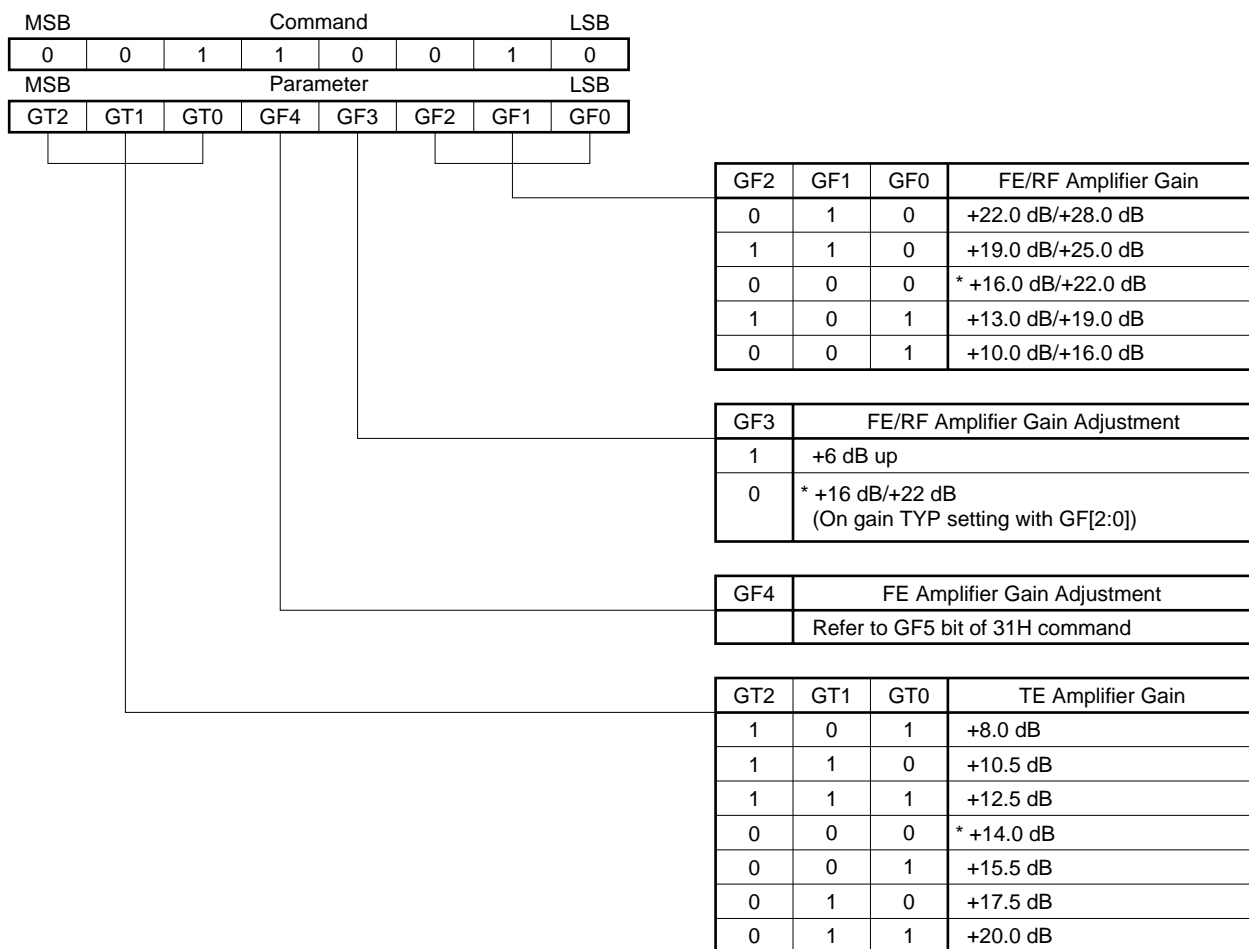 MSB Command LSB
0 0 1 1 0 0 1 0
MSB Parameter LSB
GT2 GT1 GT0 GF4 GF3 GF2 GF1 GF0
GF2 GF1 GF0 FE/RF Amplifier Gain
0 1 0 +22.0 dB/+28.0 dB
1 1 0 +19.0 dB/+25.0 dB
0 0 0 * +16.0 dB/+22.0 dB
1 0 1 +13.0 dB/+19.0 dB
0 0 1 +10.0 dB/+16.0 dB
GF3 FE/RF Amplifier Gain Adjustment
1 +6 dB up
0 * +16 dB/+22 dB
(On gain TYP setting with GF[2:0])
GF4 FE Amplifier Gain Adjustment
Refer to GF5 bit of 31H command
GT2 GT1 GT0 TE Amplifier Gain
1 0 1 +8.0 dB
1 1 0 +10.5 dB
1 1 1 +12.5 dB
0 0 0 * +14.0 dB
0 0 1 +15.5 dB
0 1 0 +17.5 dB
0 1 1 +20.0 dB